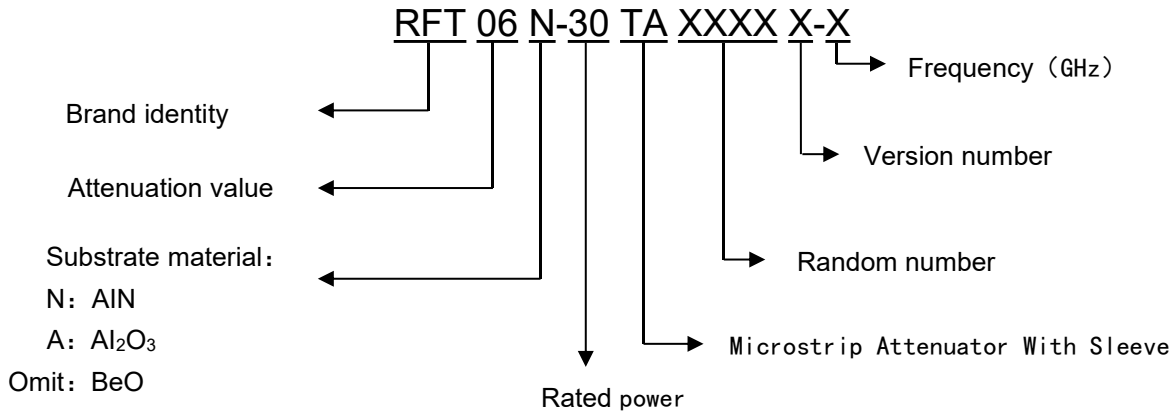 RFT 06 N-30 TA XXXX X-X
Frequency（GHz）
Brand identity
Version number
Attenuation value
Substrate material：
Random number
N：AlN
A：Al₂O₃
Microstrip Attenuator With Sleeve
Omit：BeO
Rated power